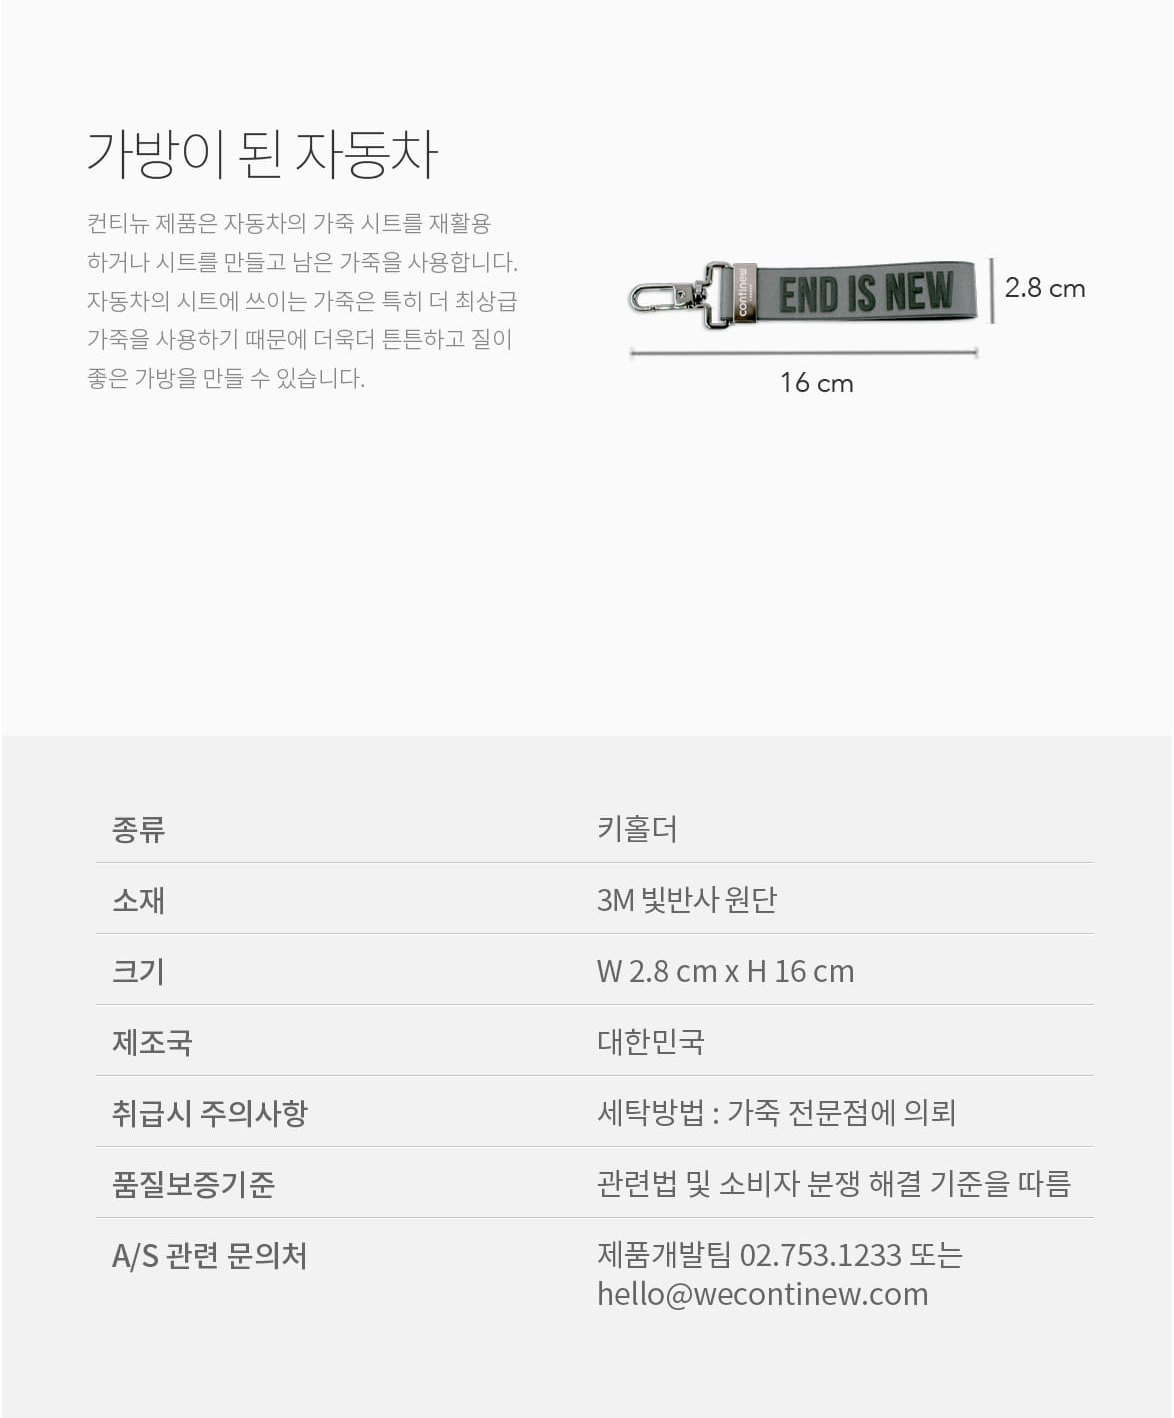 가방이 된 자동차
컨티뉴 제품은 자동차의 가죽 시트를 재활용
하거나 시트를 만들고 남은 가죽을 사용합니다.
자동차의 시트에 쓰이는 가죽은 특히 더 최상급
가죽을 사용하기 때문에 더욱더 튼튼하고 질이
좋은 가방을 만들 수 있습니다.
continew
END IS NEW
2.8 cm
16 cm
종류 키홀더
소재 3M 빛반사 원단
크기 W 2.8 cm x H 16 cm
제조국 대한민국
취급시 주의사항 세탁방법 : 가죽 전문점에 의뢰
품질보증기준 관련법 및 소비자 분쟁 해결 기준을 따름
A/S 관련 문의처 제품개발팀 02.753.1233 또는
hello@wecontinew.com